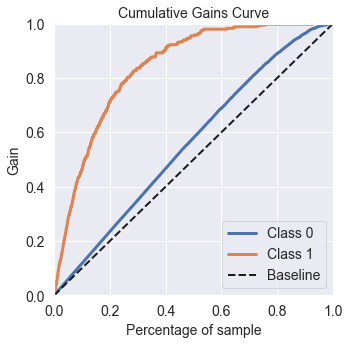 Cumulative Gains Curve
1.0
0.8
0.6
0.4
0.2
0.0
Gain
Class 0
Class 1
Baseline
0.0 0.2 0.4 0.6 0.8 1.0
Percentage of sample